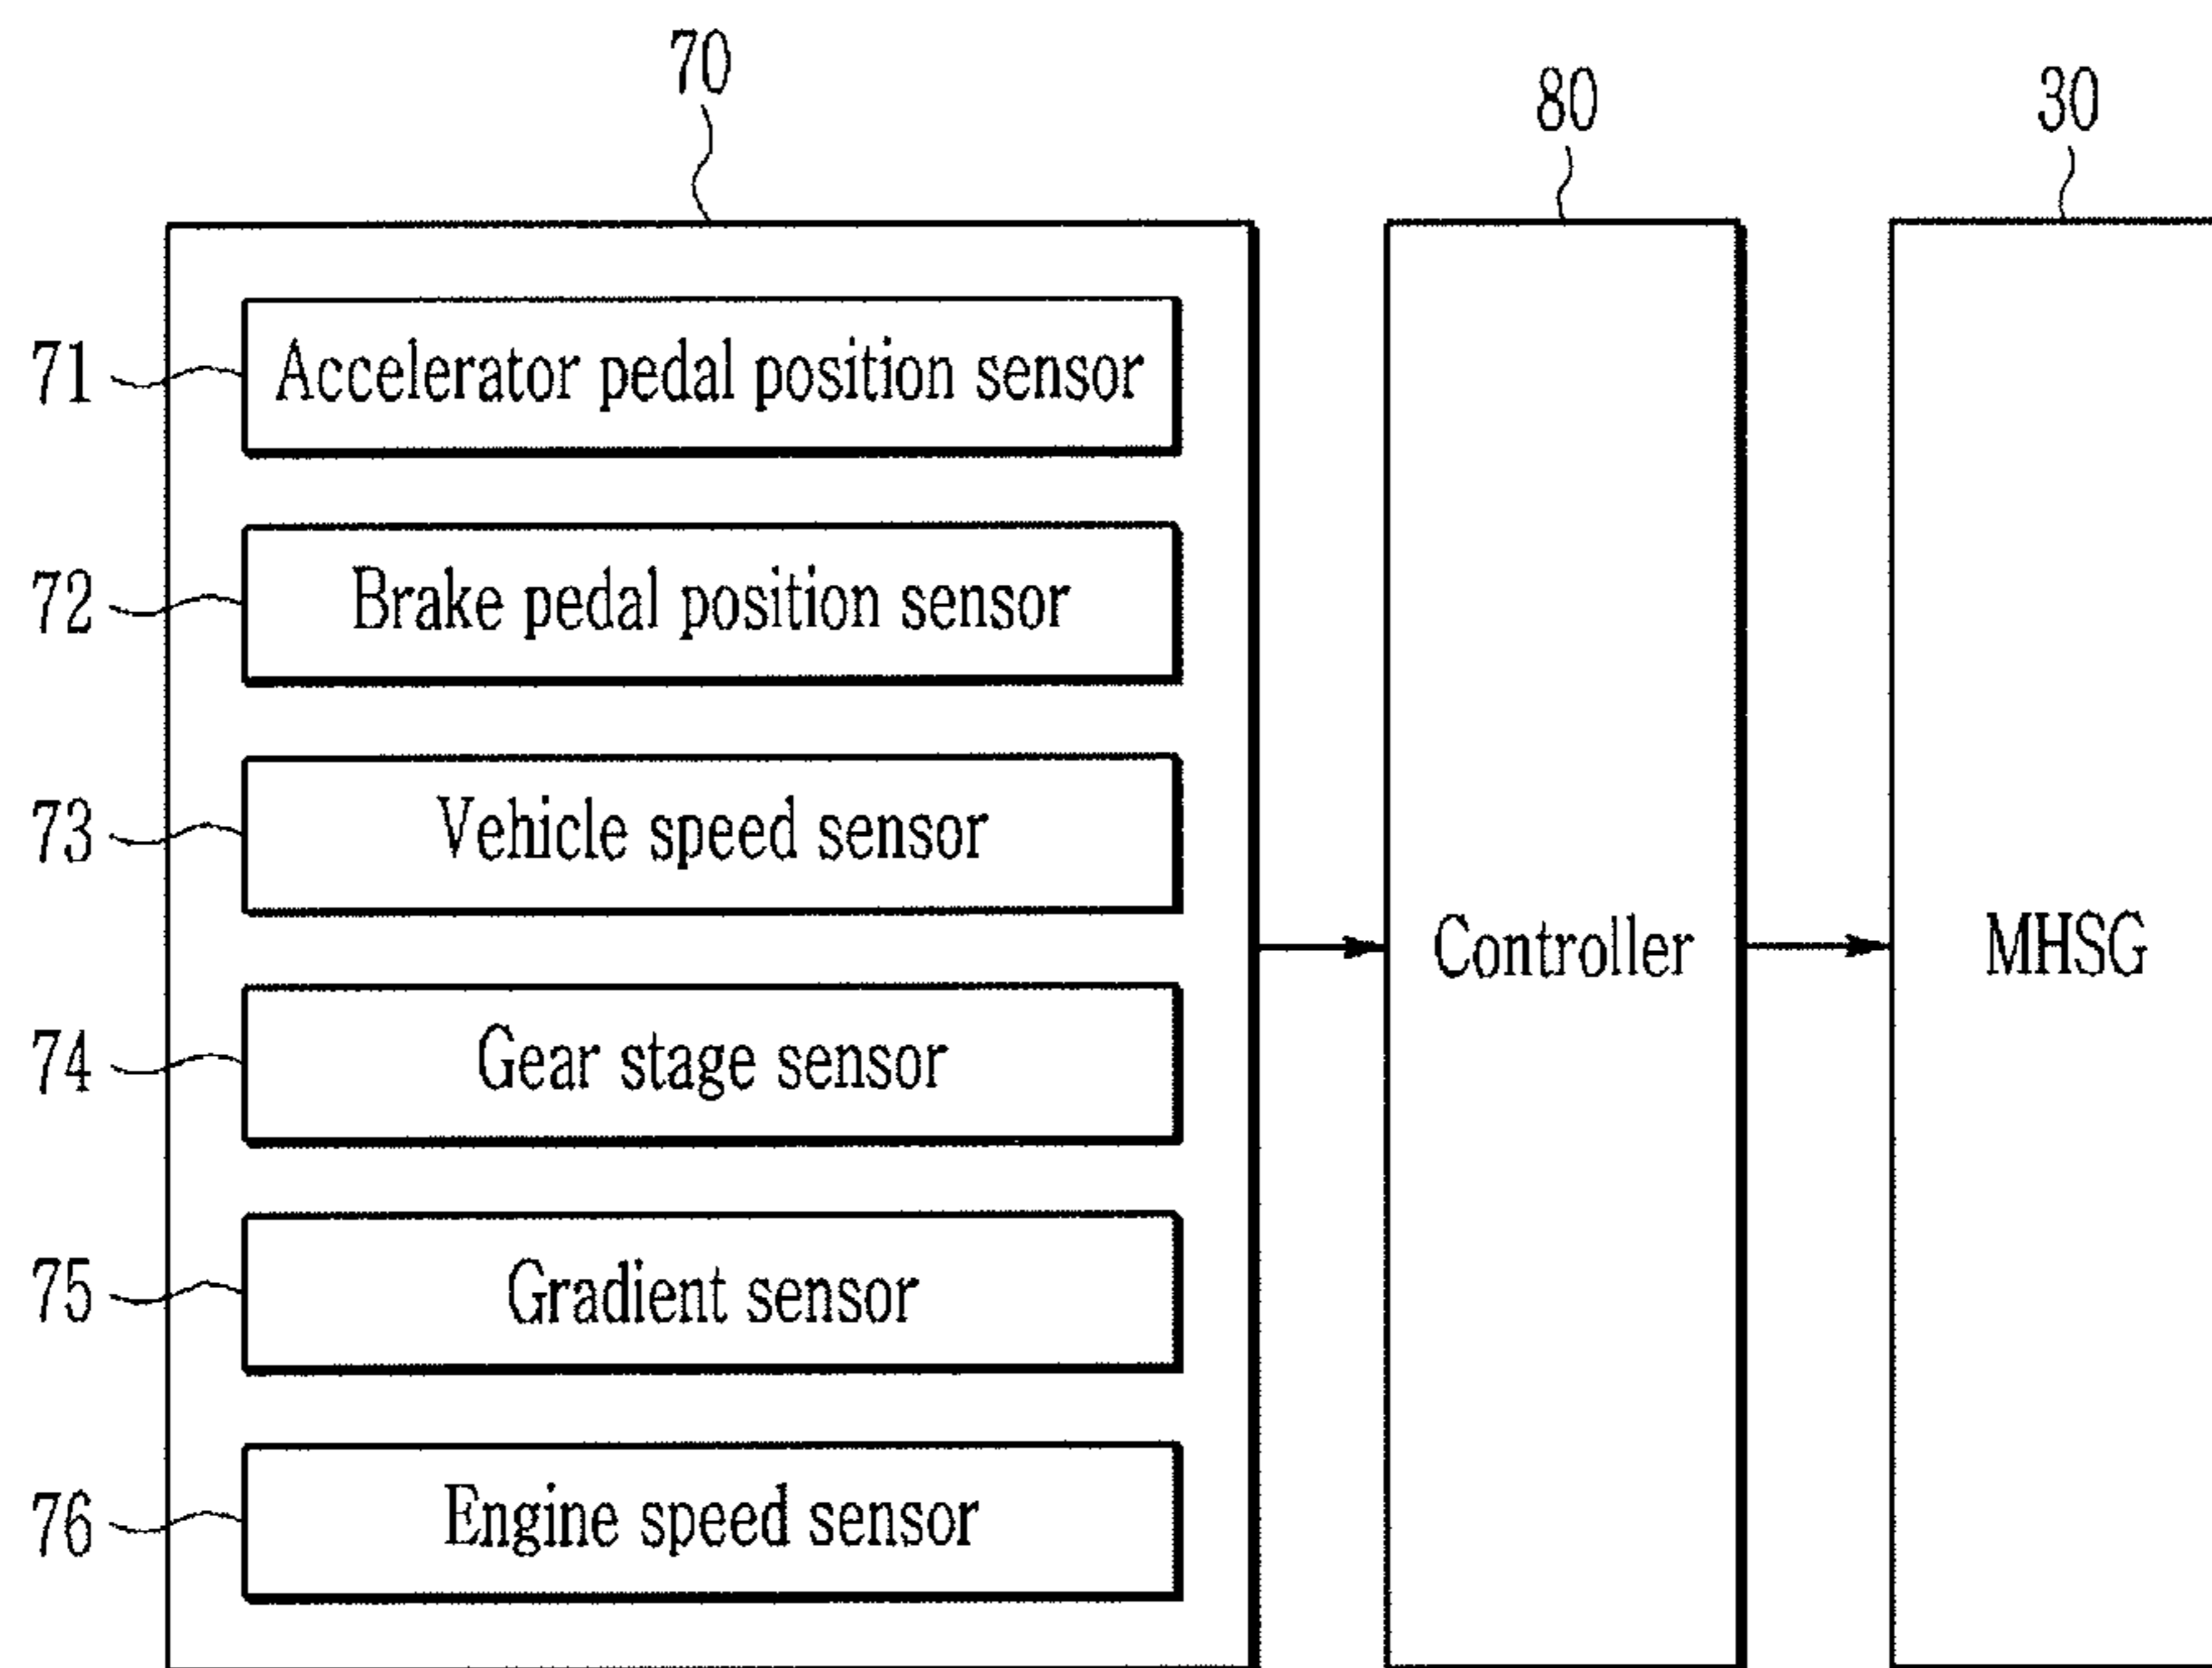 70
80
30
71
Accelerator pedal position sensor
72
Brake pedal position sensor
73
Vehicle speed sensor
74
Gear stage sensor
75
Gradient sensor
76
Engine speed sensor
Controller
MHSG